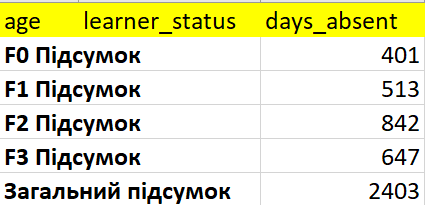 age learner_status days_absent
F0 Підсумок 401
F1 Підсумок 513
F2 Підсумок 842
F3 Підсумок 647
Загальний підсумок 2403